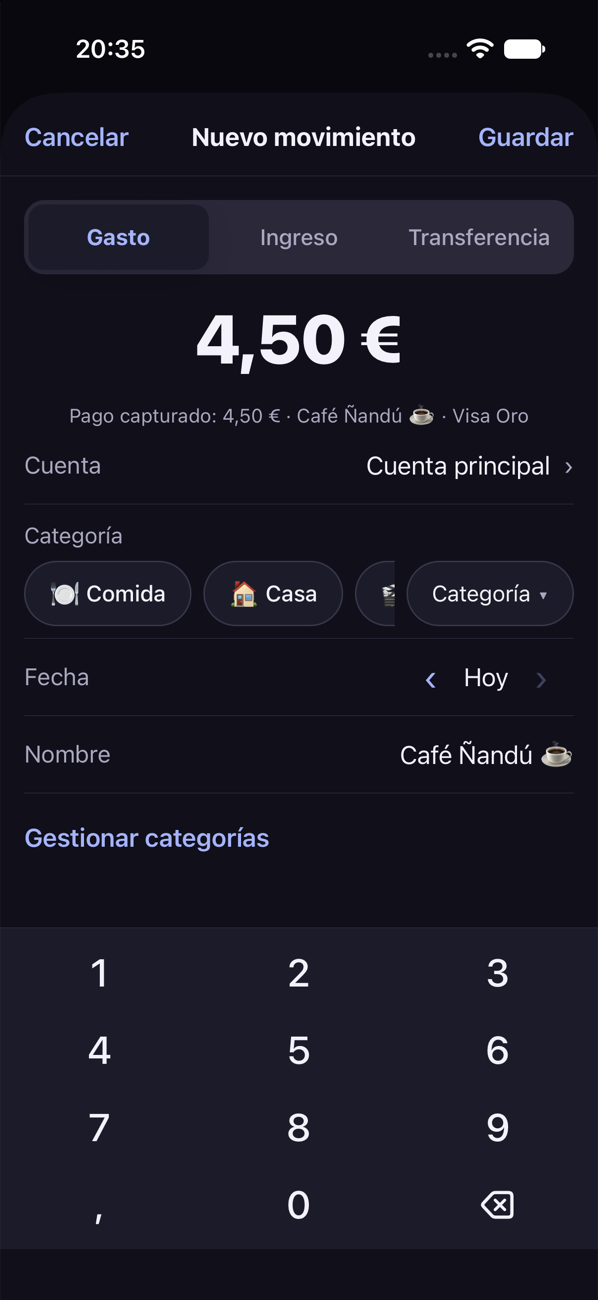 20:35
Cancelar Nuevo movimiento Guardar
Gasto Ingreso Transferencia
4,50 €
Pago capturado: 4,50 € · Café Ñandú ☕ · Visa Oro
Cuenta Cuenta principal ›
Categoría
🍽️ Comida 🏠 Casa Categoría ▾
Fecha ‹ Hoy ›
Nombre Café Ñandú ☕
Gestionar categorías
1 2 3
4 5 6
7 8 9
, 0